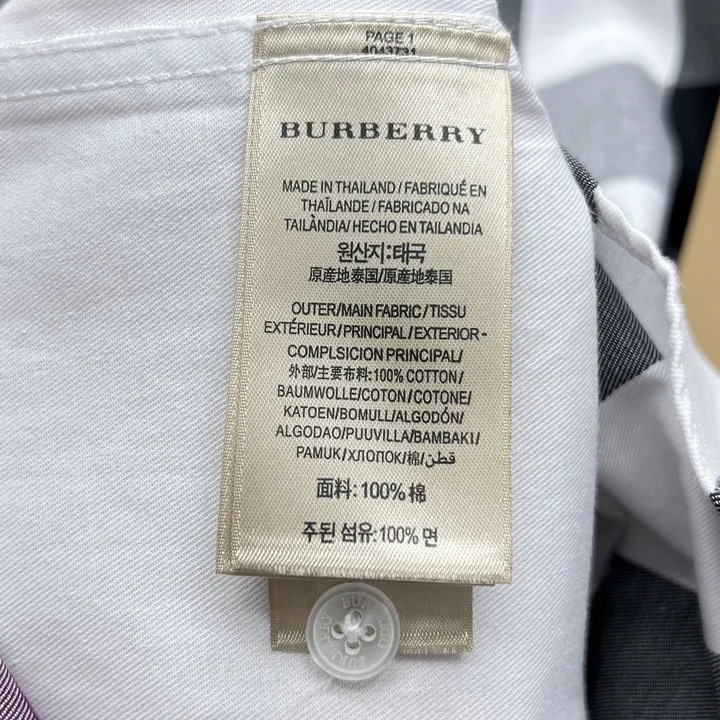 PAGE 1
4043731
BURBERRY
MADE IN THAILAND / FABRIQUÉ EN
THAÏLANDE / FABRICADO NA
TAILÀNDIA/ HECHO EN TAILANDIA
원산지:태국
原産地泰国/原產地泰国
OUTER/MAIN FABRIC/TISSU
EXTÉRIEUR/PRINCIPAL/EXTERIOR-
COMPLSICION PRINCIPAL/
外部/主要布料:100% COTTON/
BAUMWOLLE/COTON/COTONE/
KATOEN/BOMULL/ALGODÓN/
ALGODAO/PUUVILLA/BAMBAKI/
PAMUK/ХЛОПОК/棉/قطن
面料:100% 棉
주된 섬유:100% 면
BURBERRY
BURBERRY